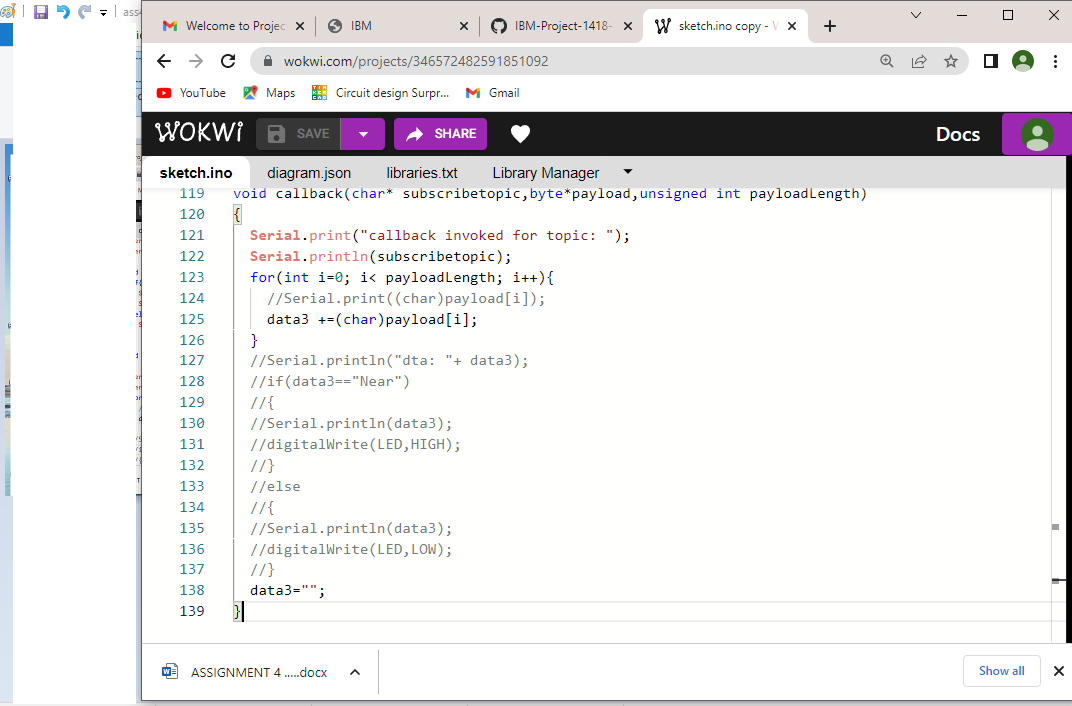 Welcome to Projec
IBM
IBM-Project-1418-
sketch.ino copy - W
wokwi.com/projects/346572482591851092
YouTube
Maps
Circuit design Surpr...
Gmail
WOKWI
SAVE
SHARE
Docs
sketch.ino
diagram.json
libraries.txt
Library Manager
119 void callback(char* subscribetopic,byte*payload,unsigned int payloadLength)
120 {
121 Serial.print("callback invoked for topic: ");
122 Serial.println(subscribetopic);
123 for(int i=0; i< payloadLength; i++){
124 //Serial.print((char)payload[i]);
125 data3 +=(char)payload[i];
126 }
127 //Serial.println("dta: "+ data3);
128 //if(data3=="Near")
129 //{
130 //Serial.println(data3);
131 //digitalWrite(LED,HIGH);
132 //}
133 //else
134 //{
135 //Serial.println(data3);
136 //digitalWrite(LED,LOW);
137 //}
138 data3="";
139 }
ASSIGNMENT 4 .....docx
Show all